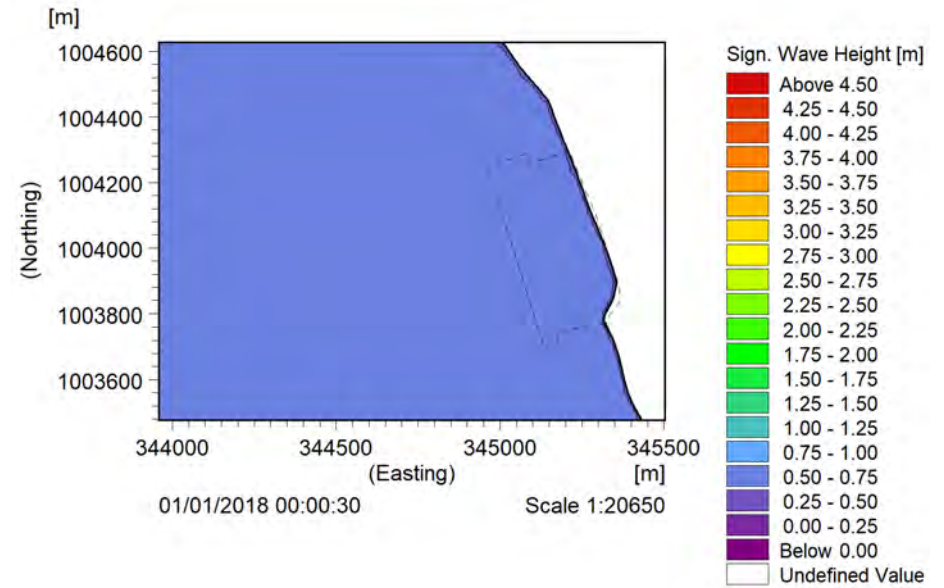 [m]
1004600
1004400
1004200
1004000
1003800
1003600
(Northing)
344000 344500 345000 345500
(Easting) [m]
01/01/2018 00:00:30 Scale 1:20650
Sign. Wave Height [m]
Above 4.50
4.25 - 4.50
4.00 - 4.25
3.75 - 4.00
3.50 - 3.75
3.25 - 3.50
3.00 - 3.25
2.75 - 3.00
2.50 - 2.75
2.25 - 2.50
2.00 - 2.25
1.75 - 2.00
1.50 - 1.75
1.25 - 1.50
1.00 - 1.25
0.75 - 1.00
0.50 - 0.75
0.25 - 0.50
0.00 - 0.25
Below 0.00
Undefined Value